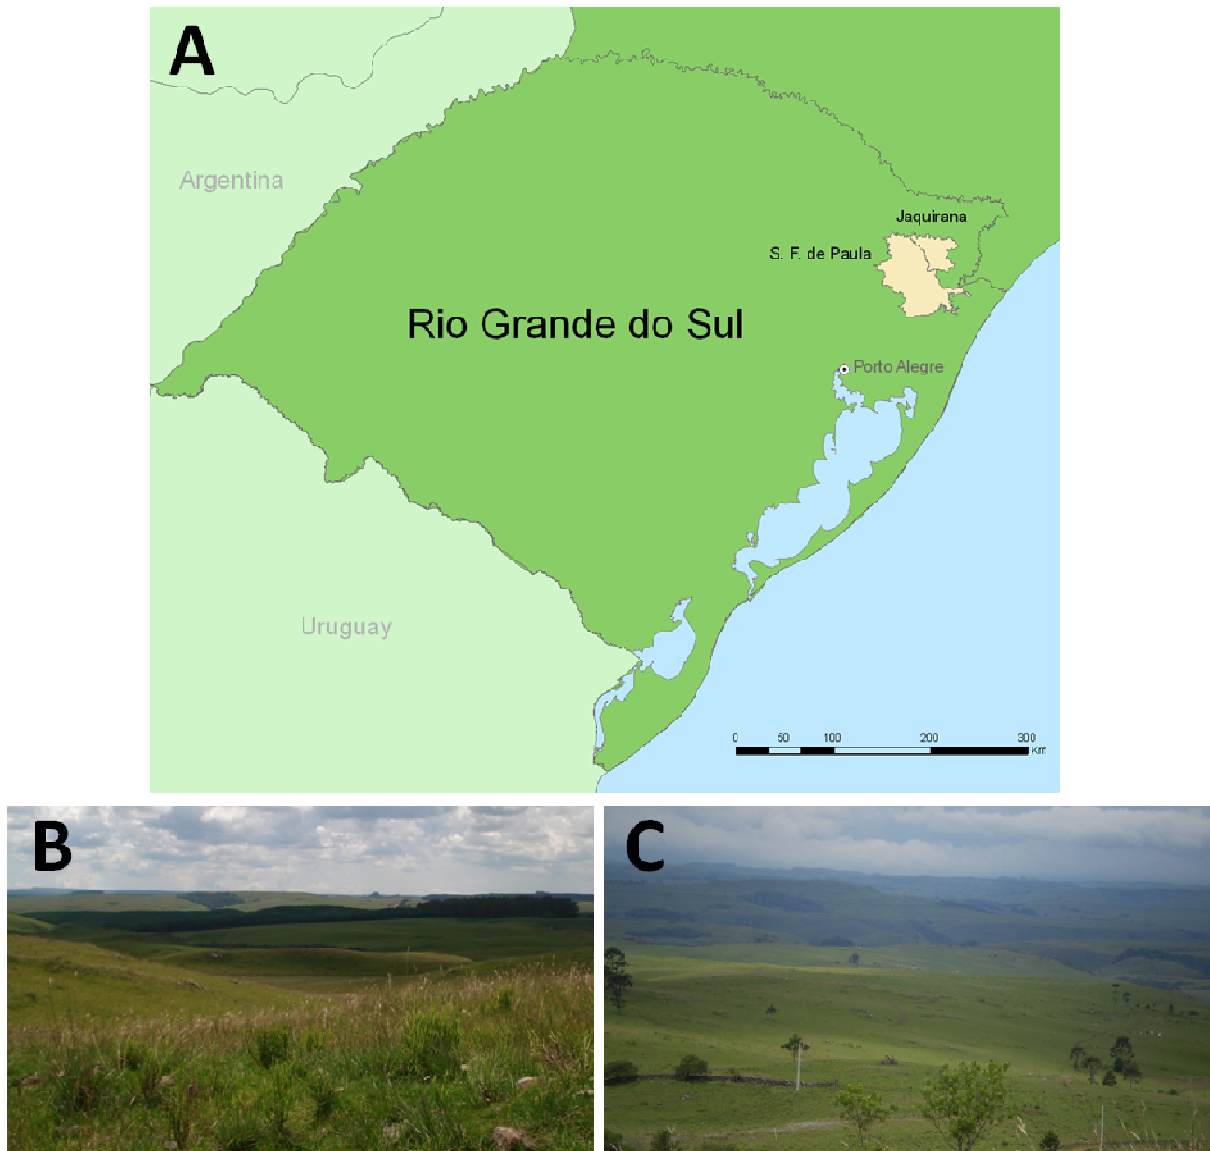 A
Argentina
Jaquirana
S. F. de Paula
Rio Grande do Sul
Porto Alegre
Uruguay
0 50 100 200 300
Km
B
C